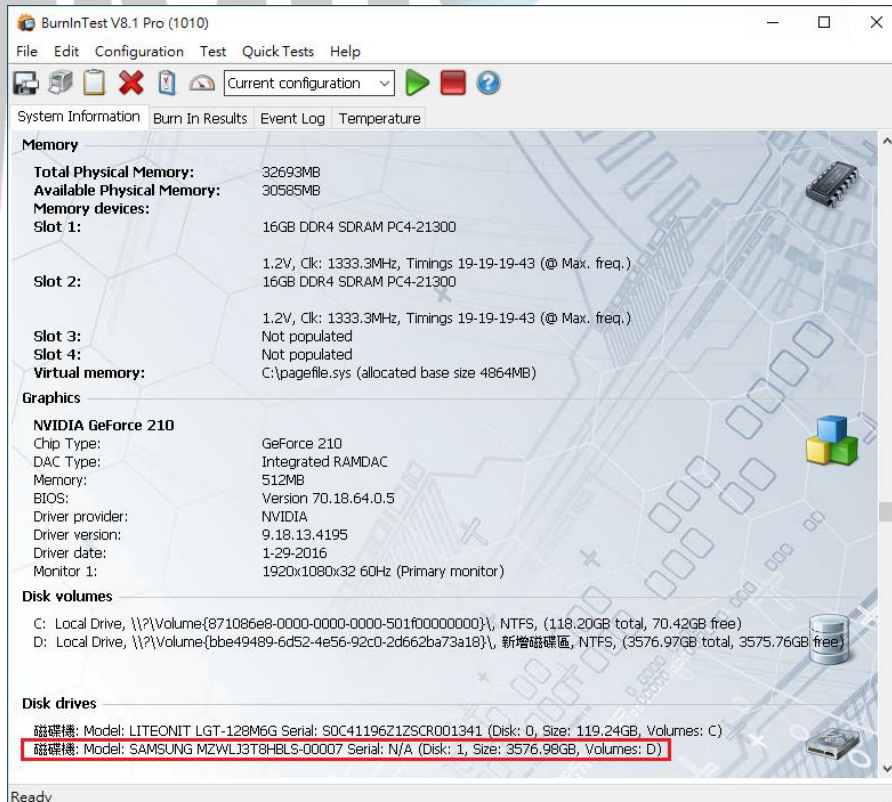 BurnInTest V8.1 Pro (1010)
File Edit Configuration Test Quick Tests Help
Current configuration
System Information Burn In Results Event Log Temperature
Memory
Total Physical Memory: 32693MB
Available Physical Memory: 30585MB
Memory devices:
Slot 1: 16GB DDR4 SDRAM PC4-21300
1.2V, Clk: 1333.3MHz, Timings 19-19-19-43 (@ Max. freq.)
Slot 2: 16GB DDR4 SDRAM PC4-21300
1.2V, Clk: 1333.3MHz, Timings 19-19-19-43 (@ Max. freq.)
Slot 3: Not populated
Slot 4: Not populated
Virtual memory: C:\pagefile.sys (allocated base size 4864MB)
Graphics
NVIDIA GeForce 210
Chip Type: GeForce 210
DAC Type: Integrated RAMDAC
Memory: 512MB
BIOS: Version 70.18.64.0.5
Driver provider: NVIDIA
Driver version: 9.18.13.4195
Driver date: 1-29-2016
Monitor 1: 1920x1080x32 60Hz (Primary monitor)
Disk volumes
C: Local Drive, \\?\Volume{871086e8-0000-0000-0000-501f00000000}\, NTFS, (118.20GB total, 70.42GB free)
D: Local Drive, \\?\Volume{bbe49489-6d52-4e56-92c0-2d662ba73a18}\, 新增磁碟區, NTFS, (3576.97GB total, 3575.76GB free)
Disk drives
磁碟機: Model: LITEONIT LGT-128M6G Serial: S0C41196Z1ZSCR001341 (Disk: 0, Size: 119.24GB, Volumes: C)
磁碟機: Model: SAMSUNG MZWLJ3T8HBLS-00007 Serial: N/A (Disk: 1, Size: 3576.98GB, Volumes: D)
Ready